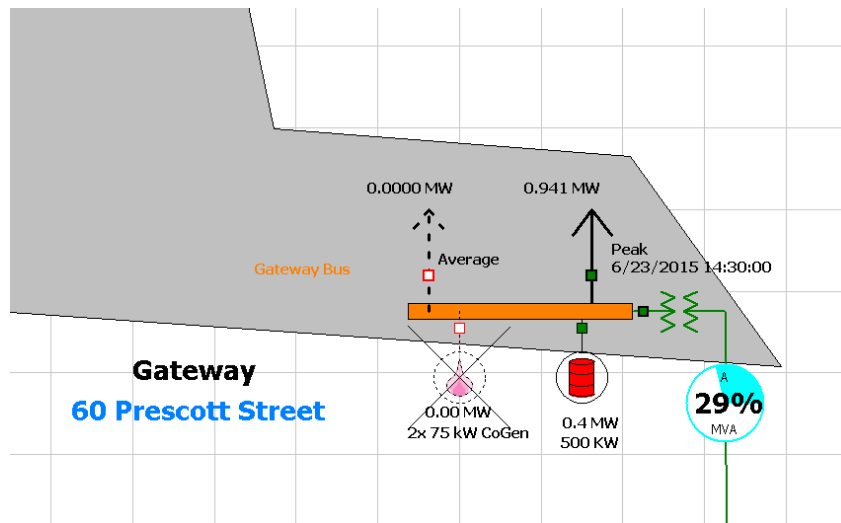 0.0000 MW
0.941 MW
Average
Peak
6/23/2015 14:30:00
Gateway Bus
Gateway
60 Prescott Street
0.00 MW
2x 75 kW CoGen
0.4 MW
500 KW
A
29%
MVA